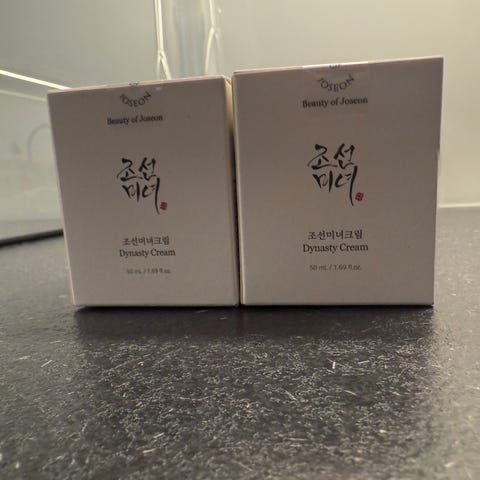 JOSEON
Beauty of Joseon
조선
미녀
조선미녀크림
Dynasty Cream
50 mL / 1.69 fl.oz.
OF
JOSEON
Beauty of Joseon
조선
미녀
조선미녀크림
Dynasty Cream
50 mL / 1.69 fl.oz.